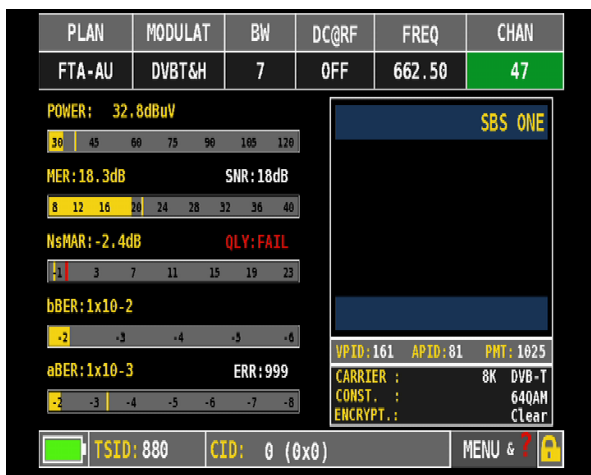 PLAN MODULAT BW DC@RF FREQ CHAN
FTA-AU DVBT&H 7 OFF 662.50 47
POWER: 32.8dBuV
30 45 60 75 90 105 120
MER:18.3dB SNR:18dB
8 12 16 20 24 28 32 36 40
NsMAR:-2.4dB QLY:FAIL
-1 3 7 11 15 19 23
bBER:1x10-2
-2 -3 -4 -5 -6
aBER:1x10-3 ERR:999
-2 -3 -4 -5 -6 -7 -8
SBS ONE
VPID:161 APID:81 PMT:1025
CARRIER : 8K DVB-T
CONST. : 64QAM
ENCRYPT.: Clear
TSID:880 CID: 0 (0x0) MENU & ?